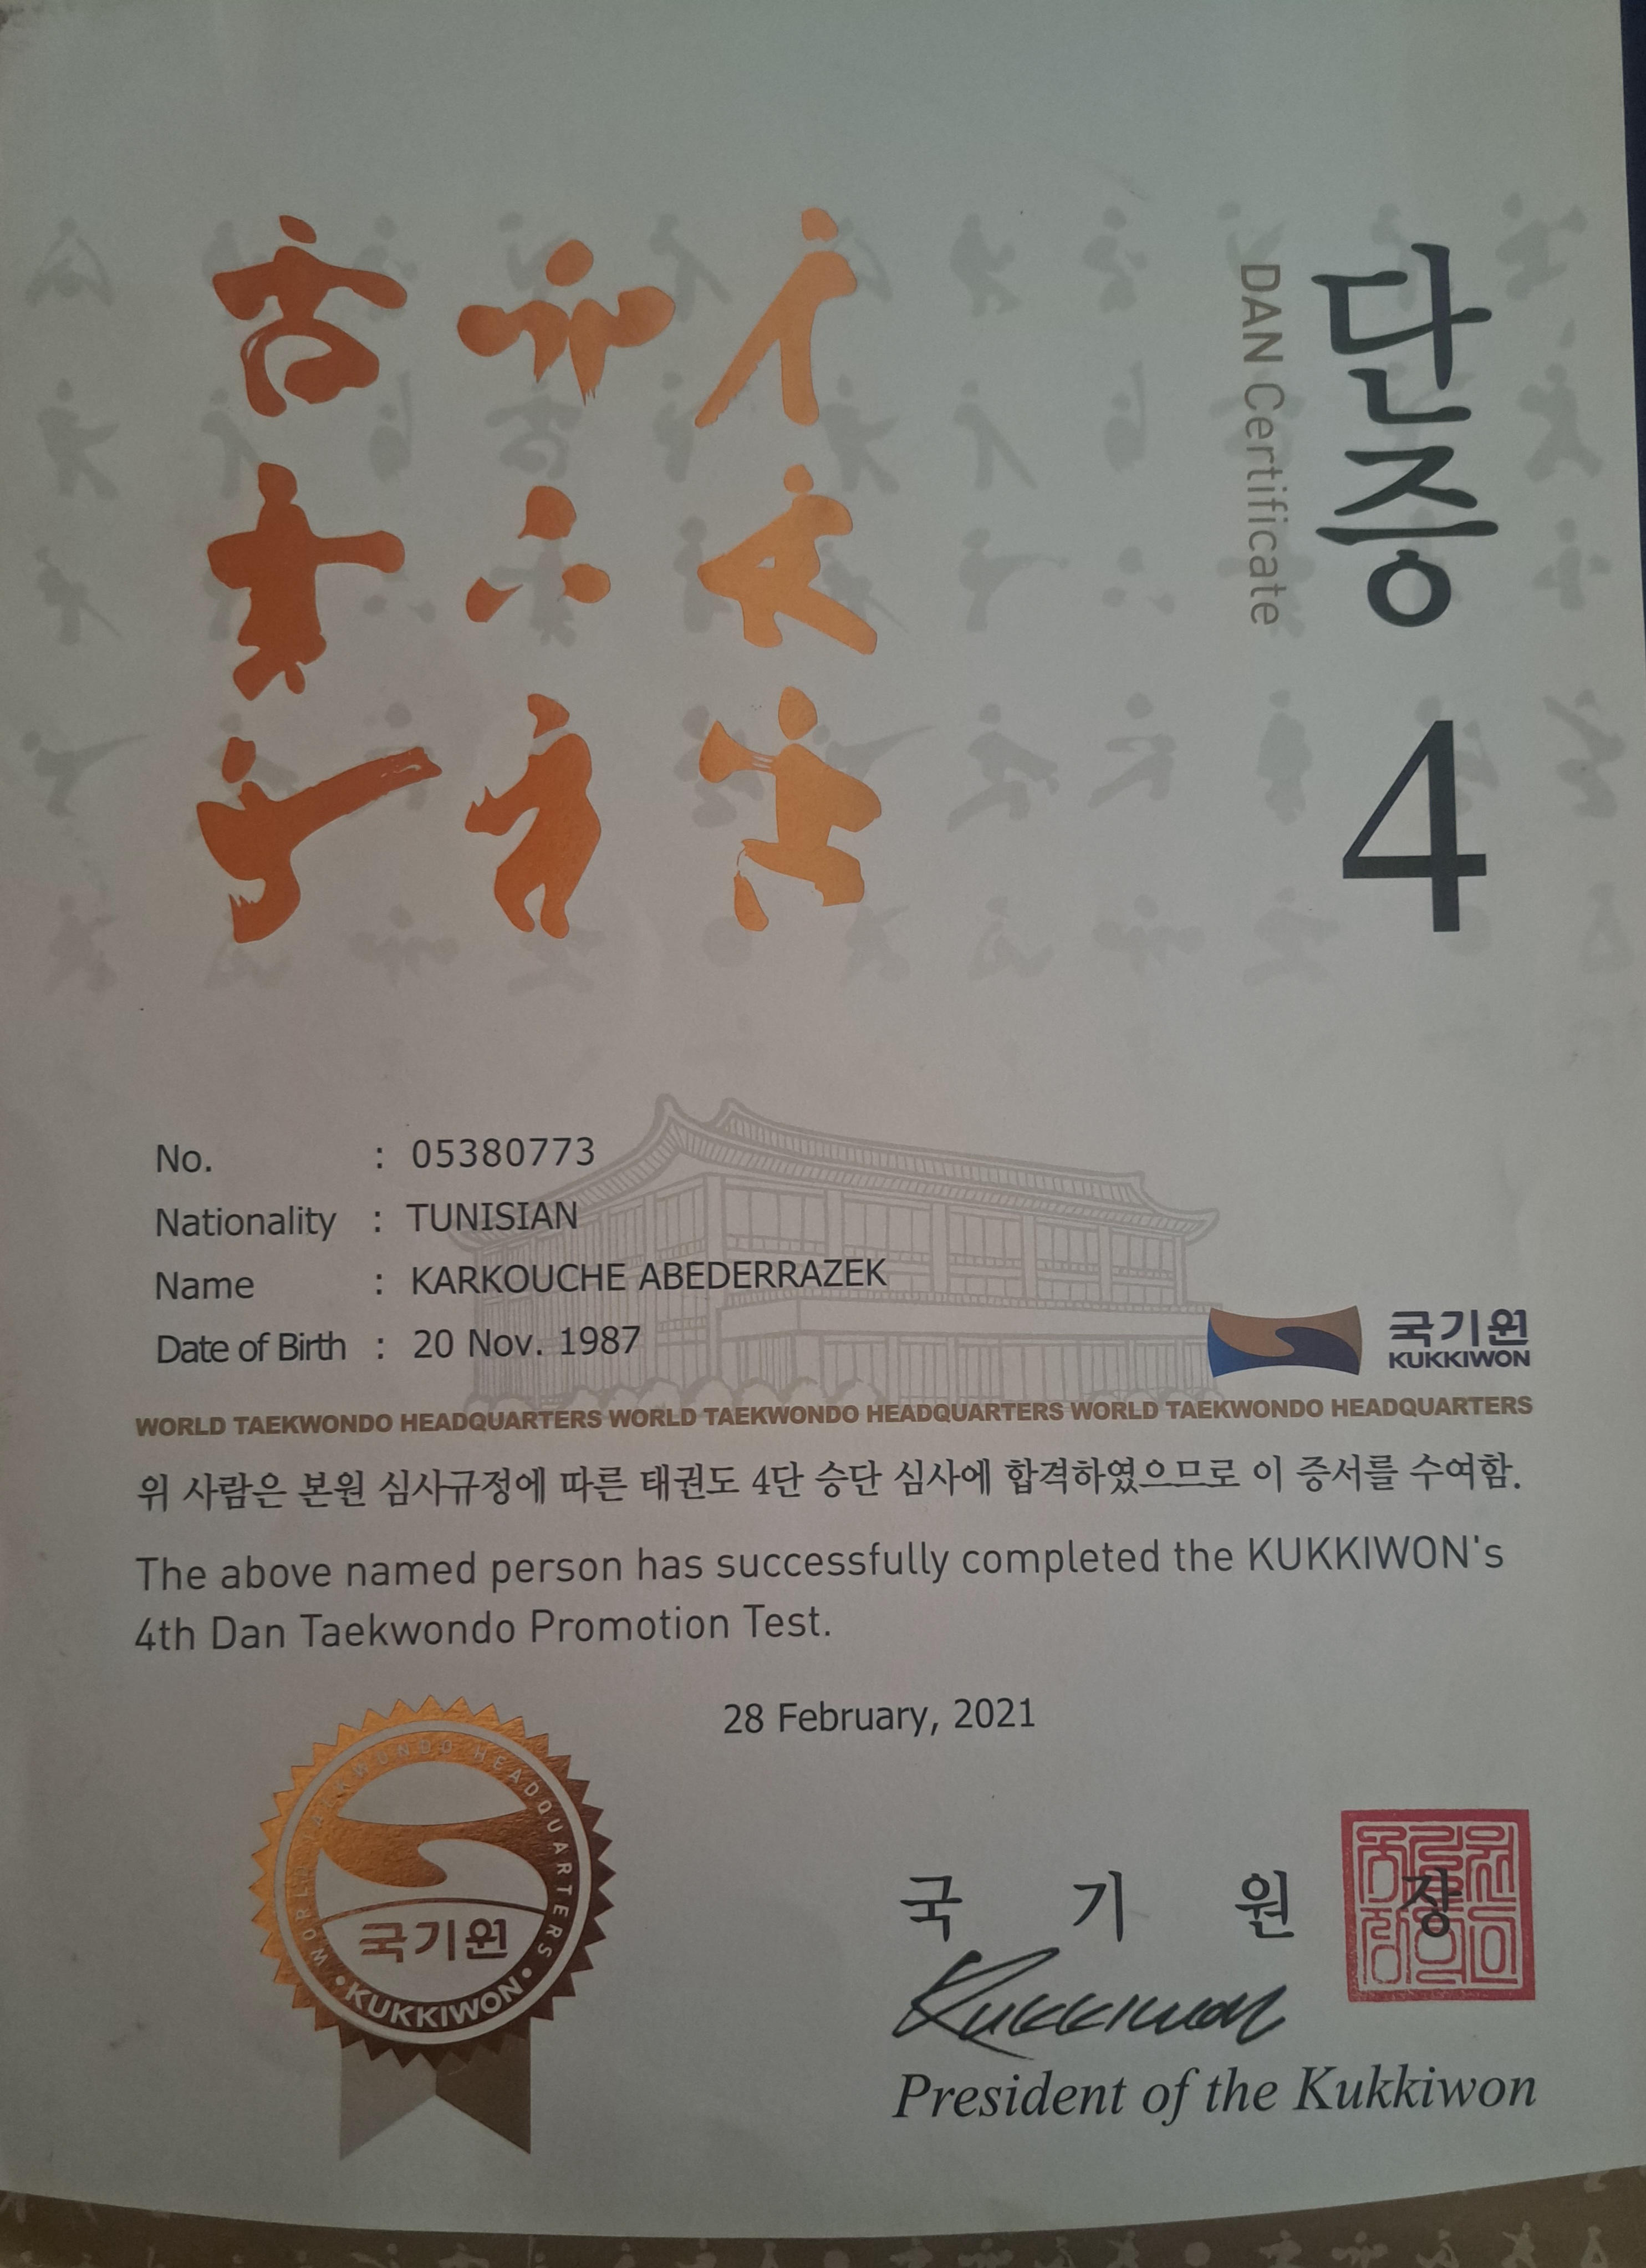 단증 4
DAN Certificate
No. : 05380773
Nationality : TUNISIAN
Name : KARKOUCHE ABEDERRAZEK
Date of Birth : 20 Nov. 1987
국기원
KUKKIWON
WORLD TAEKWONDO HEADQUARTERS WORLD TAEKWONDO HEADQUARTERS WORLD TAEKWONDO HEADQUARTERS
위 사람은 본원 심사규정에 따른 태권도 4단 승단 심사에 합격하였으므로 이 증서를 수여함.
The above named person has successfully completed the KUKKIWON's
4th Dan Taekwondo Promotion Test.
28 February, 2021
WORLD TAEKWONDO HEADQUARTERS
국기원
•KUKKIWON•
국 기 원 장
Kukkiwon
President of the Kukkiwon